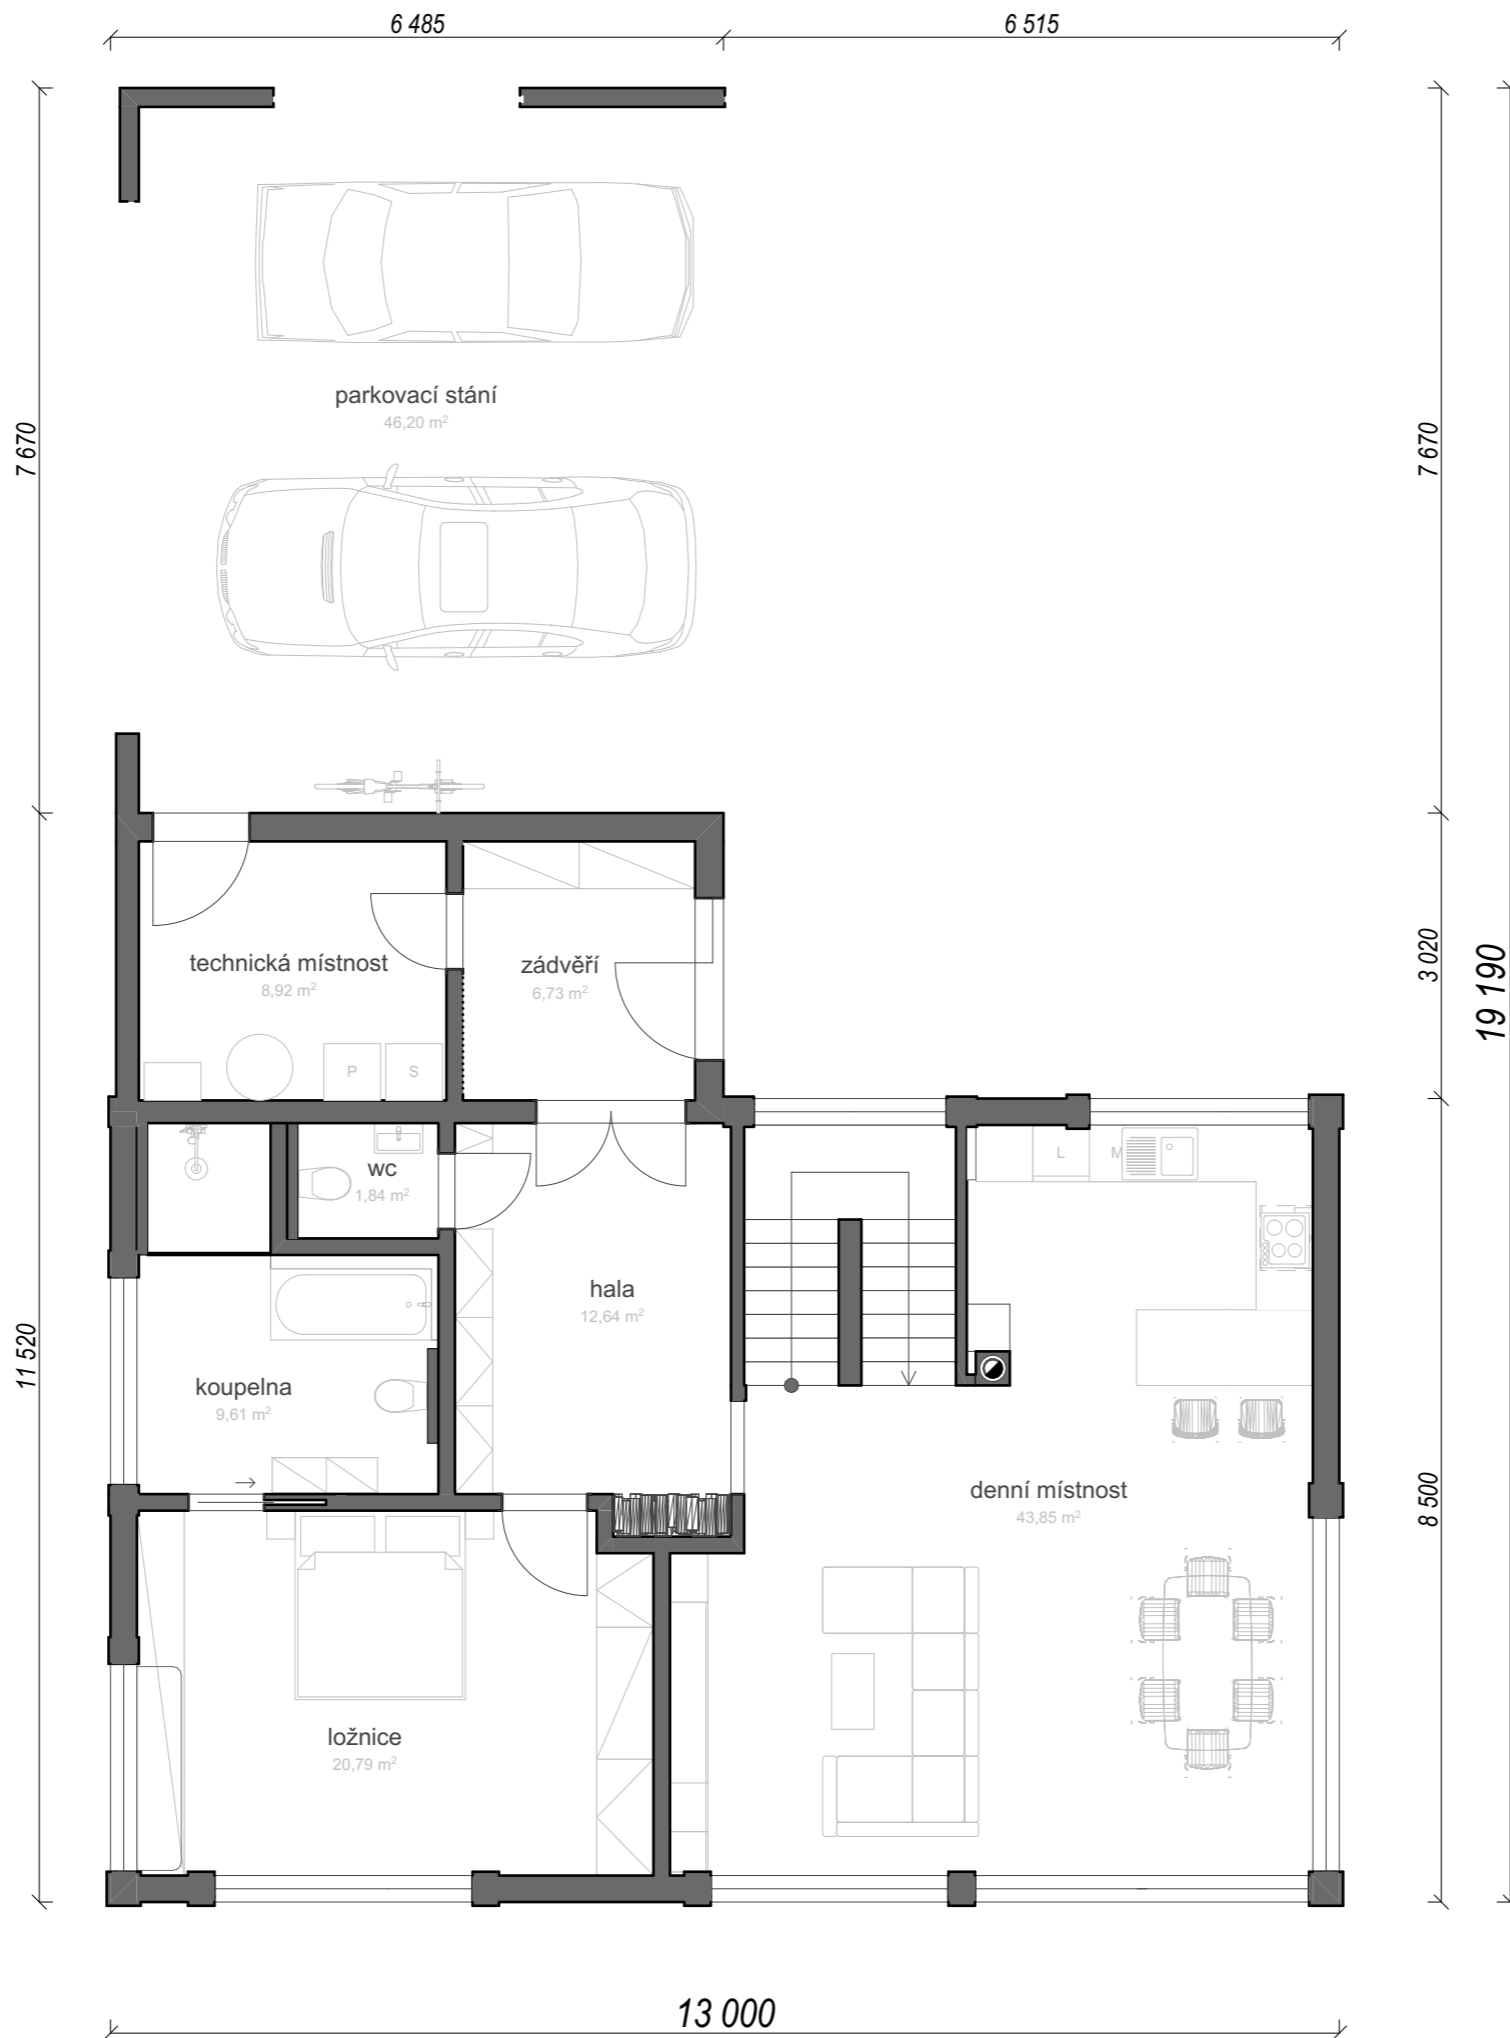 6 485
6 515
parkovací stání
46,20 m²
7 670
7 670
technická místnost
8,92 m²
zádvěří
6,73 m²
3 020
19 190
P
S
wc
1,84 m²
L
M
hala
12,64 m²
11 520
koupelna
9,61 m²
denní místnost
43,85 m²
8 500
ložnice
20,79 m²
13 000